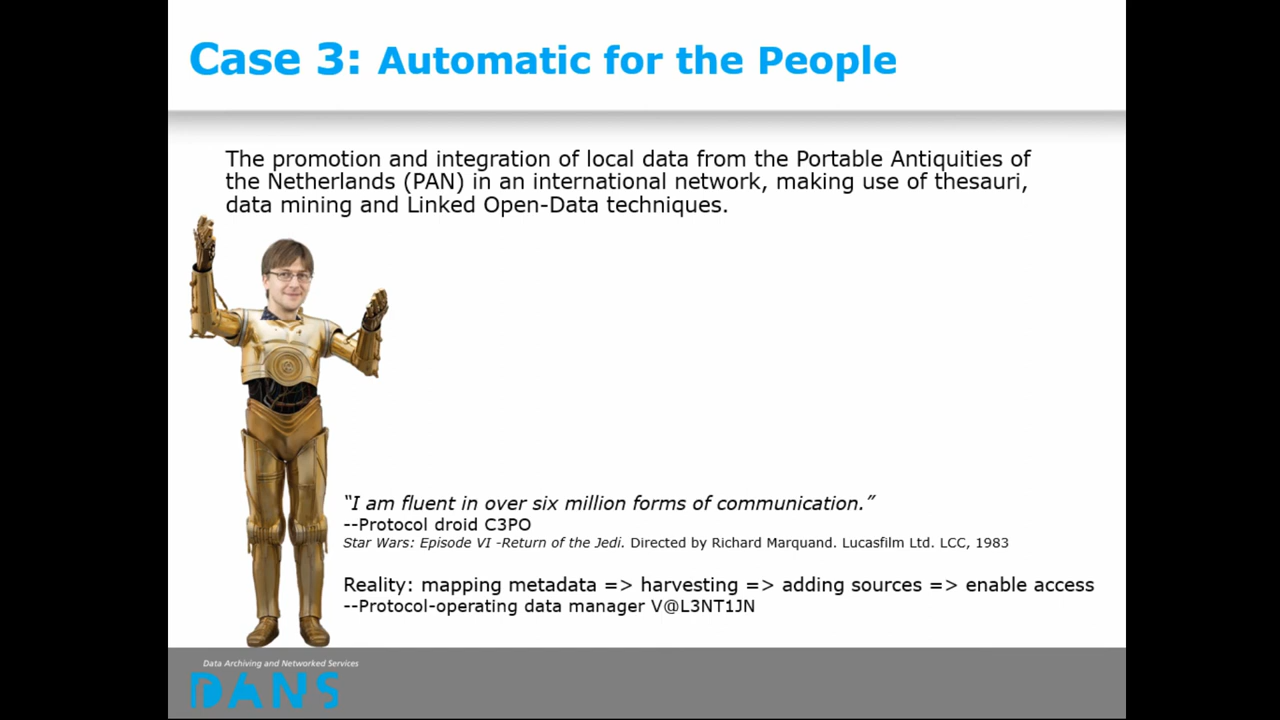 Case 3: Automatic for the People
The promotion and integration of local data from the Portable Antiquities of
the Netherlands (PAN) in an international network, making use of thesauri,
data mining and Linked Open-Data techniques.
“I am fluent in over six million forms of communication.”
--Protocol droid C3PO
Star Wars: Episode VI -Return of the Jedi. Directed by Richard Marquand. Lucasfilm Ltd. LCC, 1983
Reality: mapping metadata => harvesting => adding sources => enable access
--Protocol-operating data manager V@L3NT1JN
Data Archiving and Networked Services
DANS